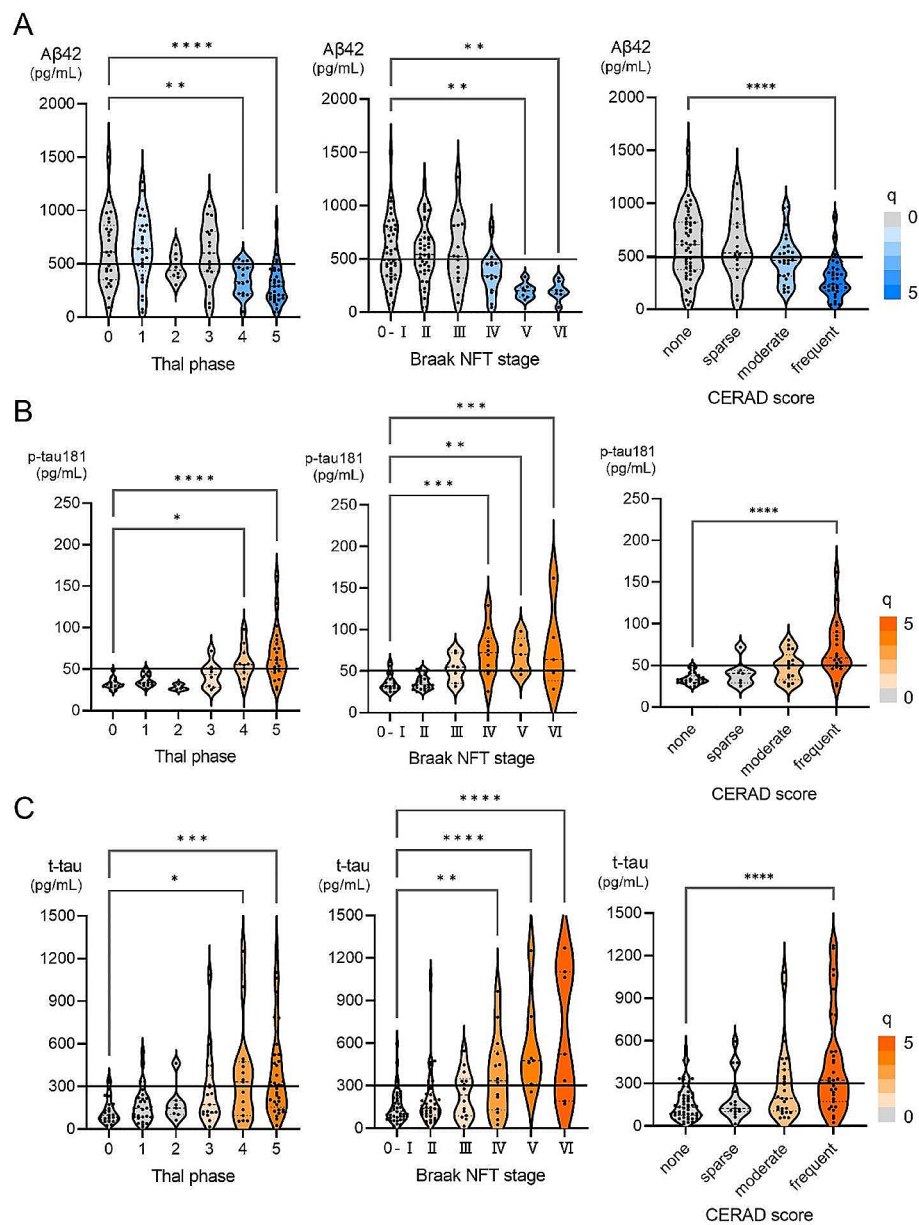 A
Aβ42
(pg/mL)
****
**
2000
1500
1000
500
0
0 1 2 3 4 5
Thal phase
Aβ42
(pg/mL)
**
**
2000
1500
1000
500
0
0 - Ⅰ Ⅱ Ⅲ Ⅳ Ⅴ Ⅵ
Braak NFT stage
Aβ42
(pg/mL)
****
2000
1500
1000
500
0
none sparse moderate frequent
CERAD score
q
0
5
B
p-tau181
(pg/mL)
****
*
250
200
150
100
50
0
0 1 2 3 4 5
Thal phase
p-tau181
(pg/mL)
***
**
***
250
200
150
100
50
0
0 - Ⅰ Ⅱ Ⅲ Ⅳ Ⅴ Ⅵ
Braak NFT stage
p-tau181
(pg/mL)
****
250
200
150
100
50
0
none sparse moderate frequent
CERAD score
q
5
0
C
t-tau
(pg/mL)
***
*
1500
1200
900
600
300
0
0 1 2 3 4 5
Thal phase
t-tau
(pg/mL)
****
****
**
1500
1200
900
600
300
0
0 - Ⅰ Ⅱ Ⅲ Ⅳ Ⅴ Ⅵ
Braak NFT stage
t-tau
(pg/mL)
****
1500
1200
900
600
300
0
none sparse moderate frequent
CERAD score
q
5
0